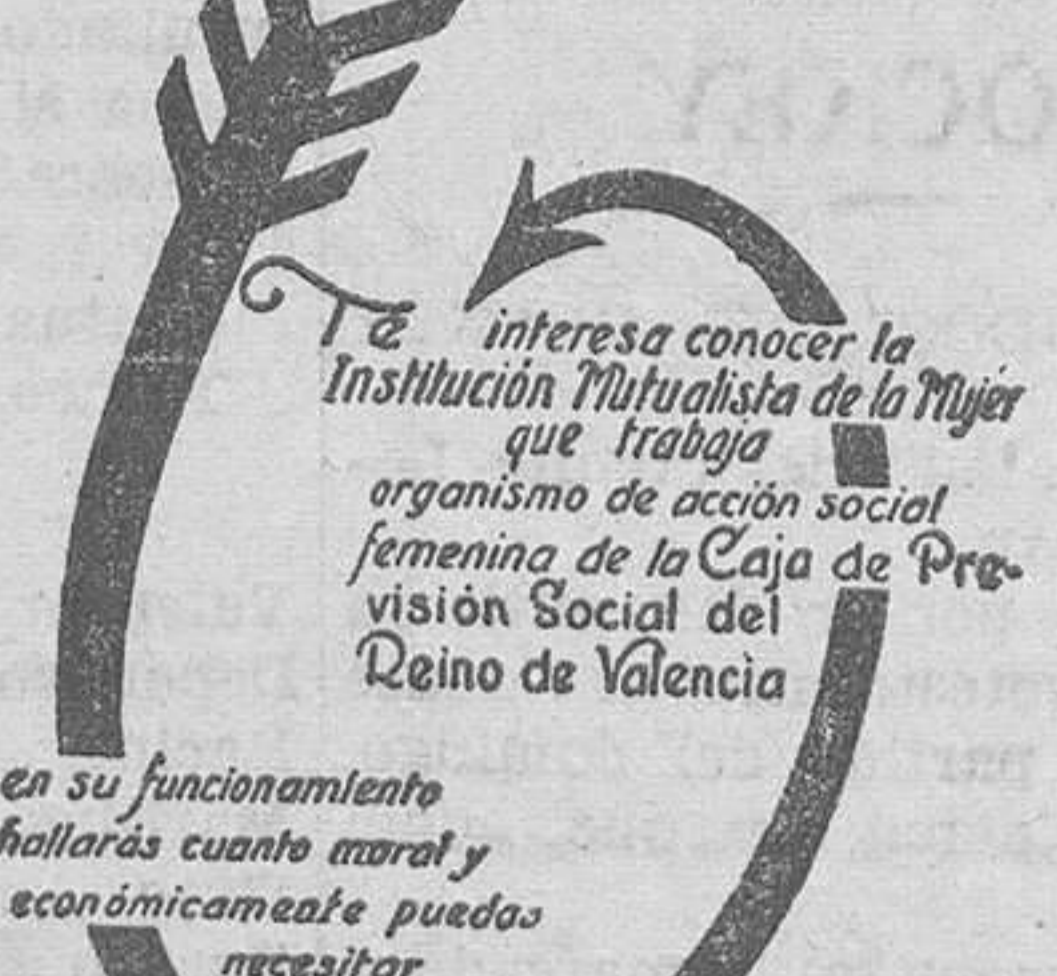 Te interesa conocer la
Institución Mutualista de la Mujer
que trabaja
organismo de acción social
femenina de la Caja de Pre-
visión Social del
Reino de Valencia
en su funcionamiento
hallarás cuanto moral y
económicamente puedas
necesitar